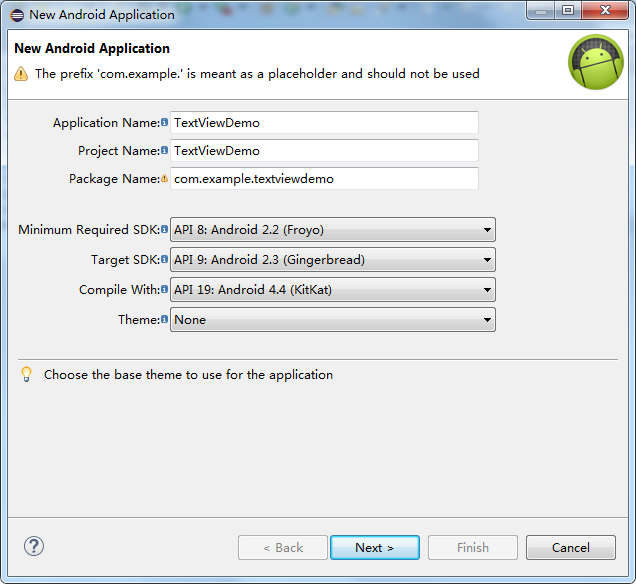 New Android Application
New Android Application
The prefix 'com.example.' is meant as a placeholder and should not be used
Application Name: TextViewDemo
Project Name: TextViewDemo
Package Name: com.example.textviewdemo
Minimum Required SDK: API 8: Android 2.2 (Froyo)
Target SDK: API 9: Android 2.3 (Gingerbread)
Compile With: API 19: Android 4.4 (KitKat)
Theme: None
Choose the base theme to use for the application
? < Back Next > Finish Cancel